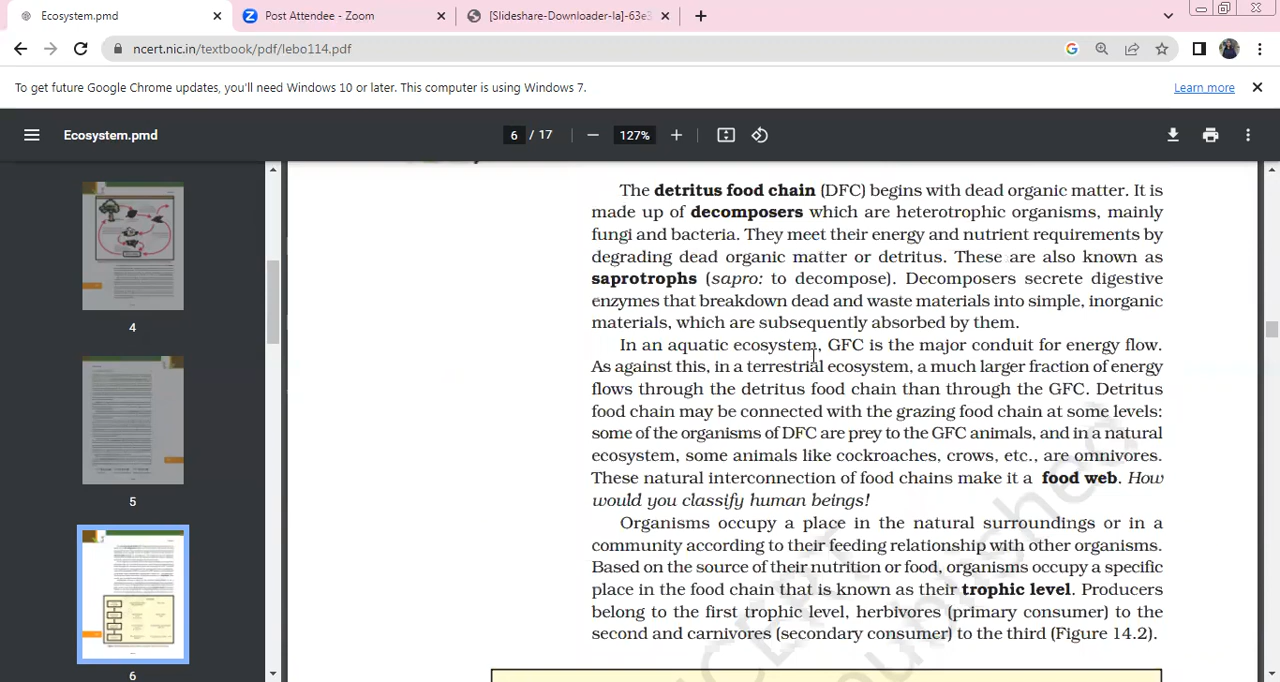 Ecosystem.pmd
Post Attendee - Zoom
[Slideshare-Downloader-la]-63e3
ncert.nic.in/textbook/pdf/lebo114.pdf
To get future Google Chrome updates, you'll need Windows 10 or later. This computer is using Windows 7.
Learn more
Ecosystem.pmd
6 / 17
127%
4
5
6
The detritus food chain (DFC) begins with dead organic matter. It is
made up of decomposers which are heterotrophic organisms, mainly
fungi and bacteria. They meet their energy and nutrient requirements by
degrading dead organic matter or detritus. These are also known as
saprotrophs (sapro: to decompose). Decomposers secrete digestive
enzymes that breakdown dead and waste materials into simple, inorganic
materials, which are subsequently absorbed by them.
In an aquatic ecosystem, GFC is the major conduit for energy flow.
As against this, in a terrestrial ecosystem, a much larger fraction of energy
flows through the detritus food chain than through the GFC. Detritus
food chain may be connected with the grazing food chain at some levels:
some of the organisms of DFC are prey to the GFC animals, and in a natural
ecosystem, some animals like cockroaches, crows, etc., are omnivores.
These natural interconnection of food chains make it a food web. How
would you classify human beings!
Organisms occupy a place in the natural surroundings or in a
community according to their feeding relationship with other organisms.
Based on the source of their nutrition or food, organisms occupy a specific
place in the food chain that is known as their trophic level. Producers
belong to the first trophic level, herbivores (primary consumer) to the
second and carnivores (secondary consumer) to the third (Figure 14.2).